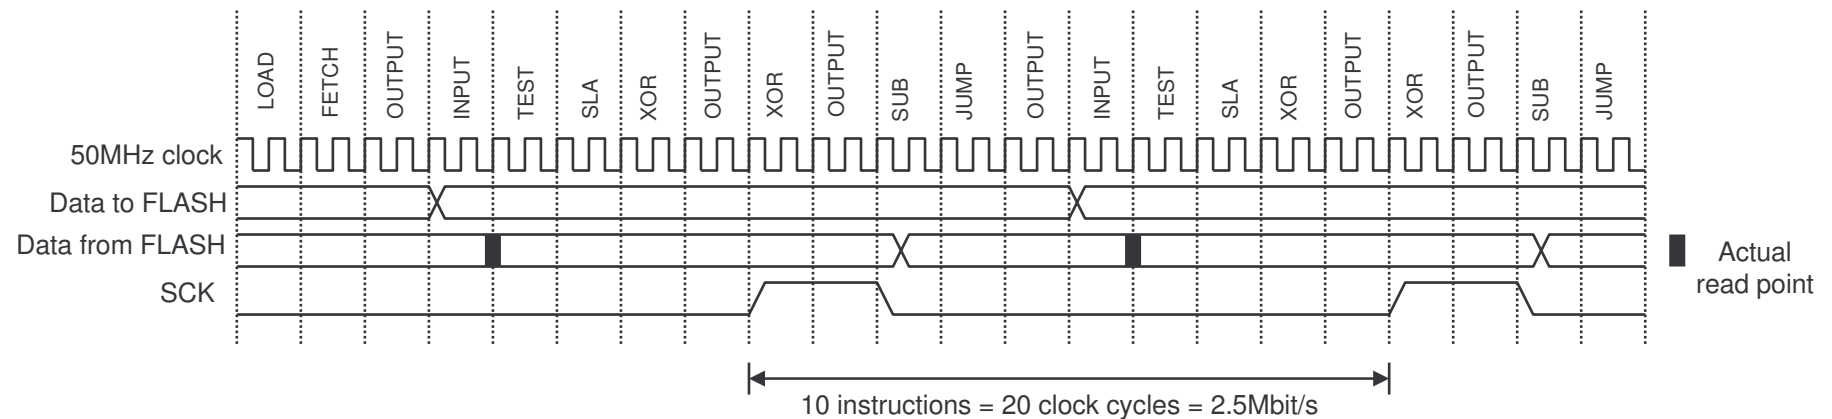 LOAD
FETCH
OUTPUT
INPUT
TEST
SLA
XOR
OUTPUT
XOR
OUTPUT
SUB
JUMP
OUTPUT
INPUT
TEST
SLA
XOR
OUTPUT
XOR
OUTPUT
SUB
JUMP
50MHz clock
Data to FLASH
Data from FLASH
SCK
Actual
read point
10 instructions = 20 clock cycles = 2.5Mbit/s